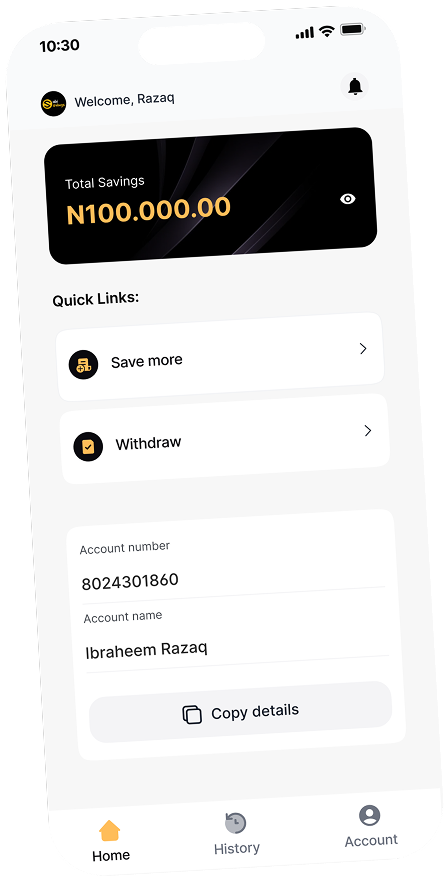 10:30
Welcome, Razaq
Total Savings
N100.000.00
Quick Links:
Save more
Withdraw
Account number
8024301860
Account name
Ibraheem Razaq
Copy details
Home
History
Account